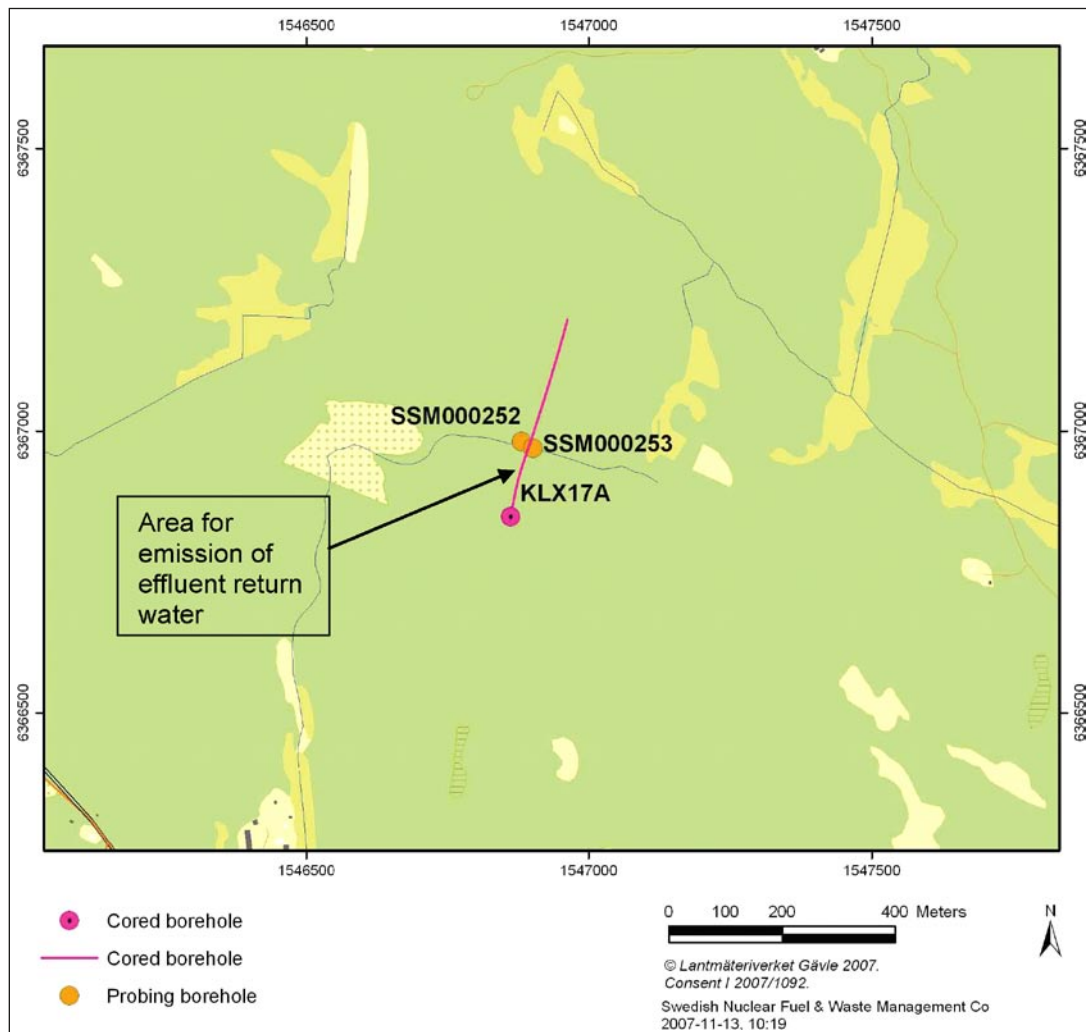 1546500 1547000 1547500
6367500 6367500
6367000 6367000
SSM000252
SSM000253
KLX17A
Area for
emission of
effluent return
water
6366500 6366500
1546500 1547000 1547500
Cored borehole
Cored borehole
Probing borehole
0 100 200 400 Meters
N
© Lantmäteriverket Gävle 2007.
Consent I 2007/1092.
Swedish Nuclear Fuel & Waste Management Co
2007-11-13, 10:19